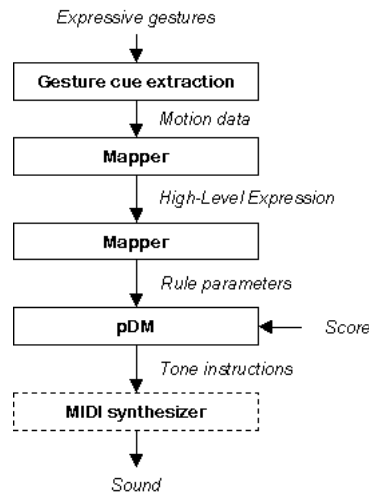 Expressive gestures
Gesture cue extraction
Motion data
Mapper
High-Level Expression
Mapper
Rule parameters
pDM
Score
Tone instructions
MIDI synthesizer
Sound